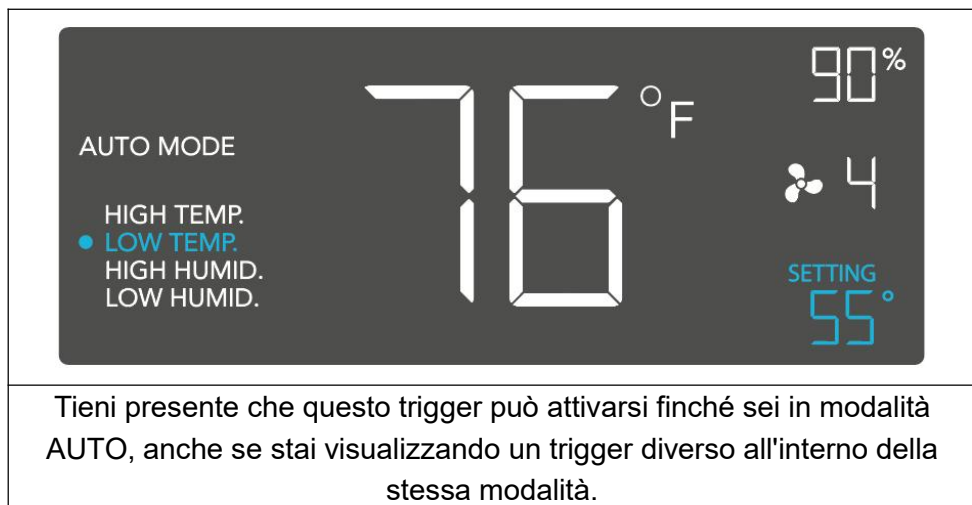 AUTO MODE
HIGH TEMP.
LOW TEMP.
HIGH HUMID.
LOW HUMID.
76°F
90%
4
SETTING
55°
Tieni presente che questo trigger può attivarsi finché sei in modalità
AUTO, anche se stai visualizzando un trigger diverso all'interno della
stessa modalità.